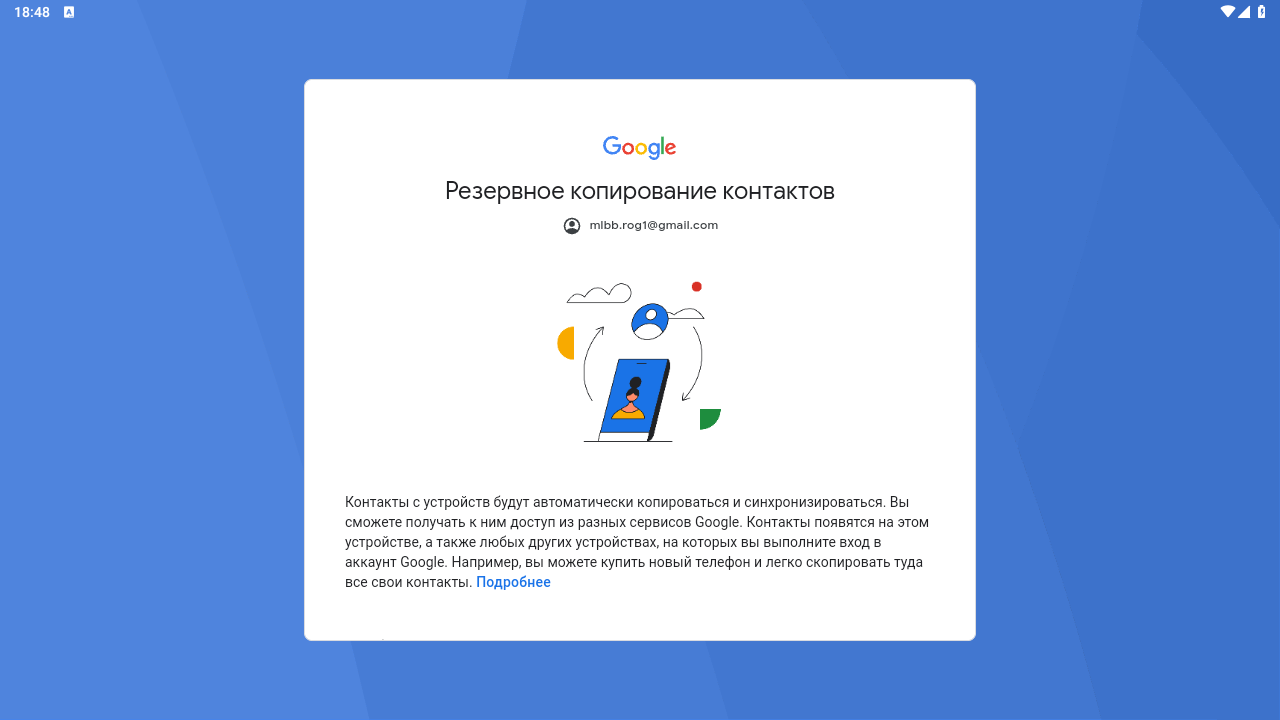 18:48
Google
Резервное копирование контактов
mlbb.rog1@gmail.com
Контакты с устройств будут автоматически копироваться и синхронизироваться. Вы
сможете получать к ним доступ из разных сервисов Google. Контакты появятся на этом
устройстве, а также любых других устройствах, на которых вы выполните вход в
аккаунт Google. Например, вы можете купить новый телефон и легко скопировать туда
все свои контакты. Подробнее